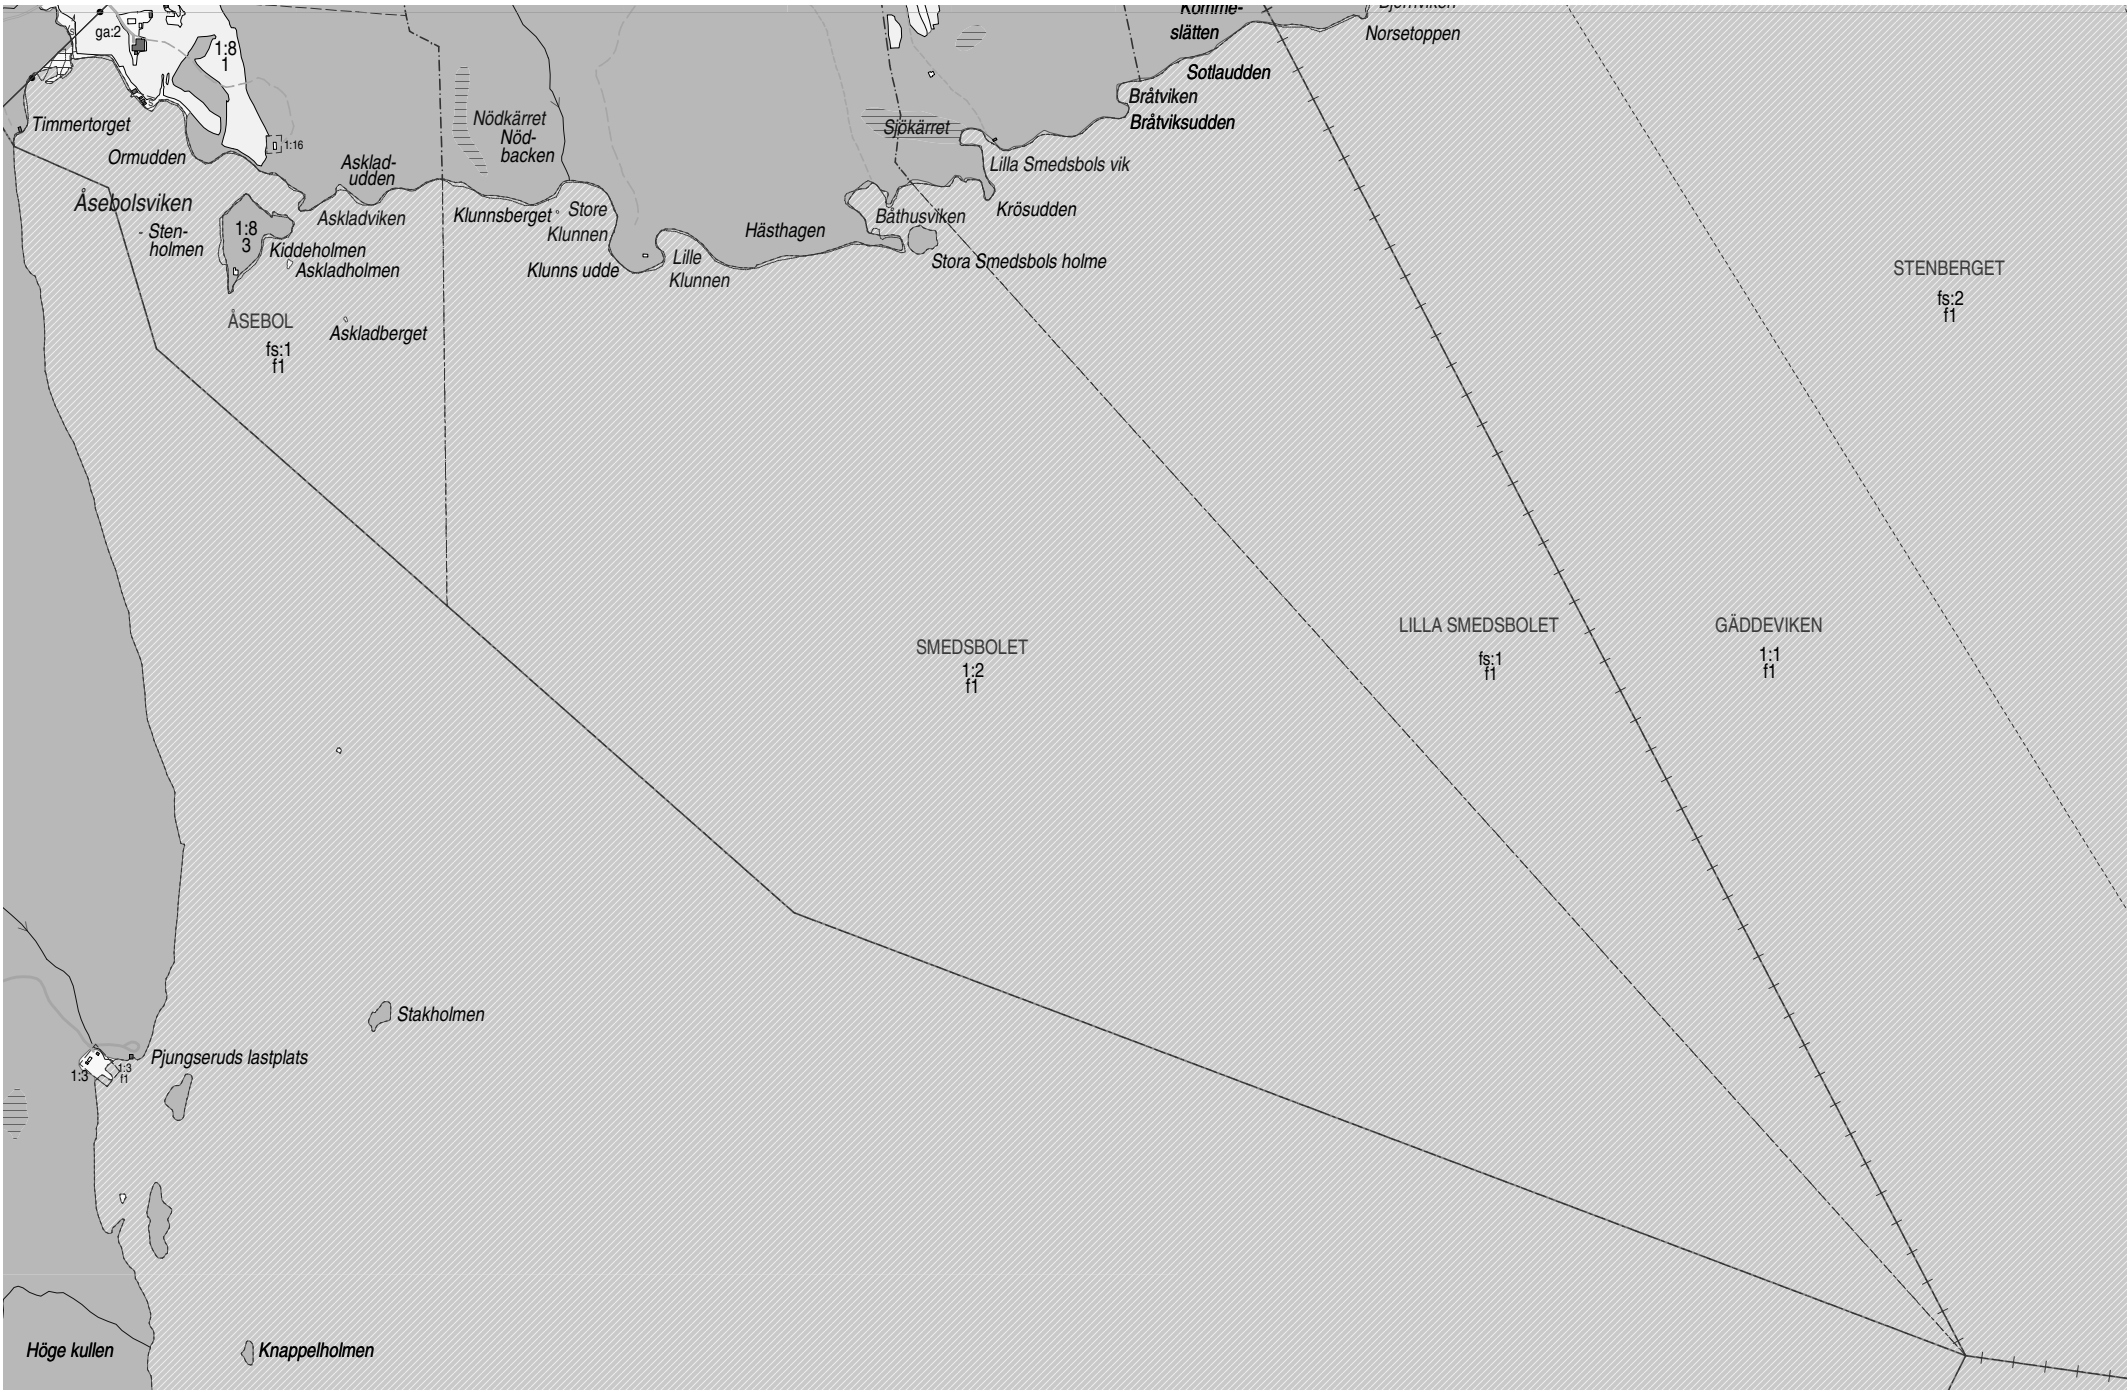 Komme-
slätten
Norsetoppen
Sotlaudden
Bråtviken
Bråtviksudden
ga:2
1:8
1
Timmertorget
Ormudden
1:16
Nödkärret
Nöd-
backen
Asklad-
udden
Sjökärret
Lilla Smedsbols vik
Krösudden
Åsebolsviken
Sten-
holmen
1:8
3
Kiddeholmen
Askladholmen
Askladviken
Klunnsberget
Store
Klunnen
Klunns udde
Lille
Klunnen
Hästhagen
Båthusviken
Stora Smedsbols holme
ÅSEBOL
fs:1
f1
Askladberget
STENBERGET
fs:2
f1
SMEDSBOLET
1:2
f1
LILLA SMEDSBOLET
fs:1
f1
GÄDDEVIKEN
1:1
f1
Stakholmen
Pjungseruds lastplats
1:3
1:3
f1
Höge kullen
Knappelholmen